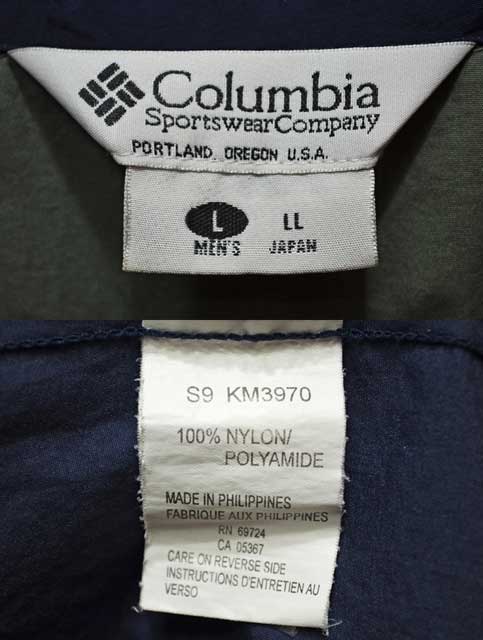 Columbia
SportswearCompany
PORTLAND, OREGON U.S.A.
L LL
MEN'S JAPAN
S9 KM3970
100% NYLON/
POLYAMIDE
MADE IN PHILIPPINES
FABRIQUE AUX PHILIPPINES
RN 69724
CA 05367
CARE ON REVERSE SIDE
INSTRUCTIONS D'ENTRETIEN AU
VERSO